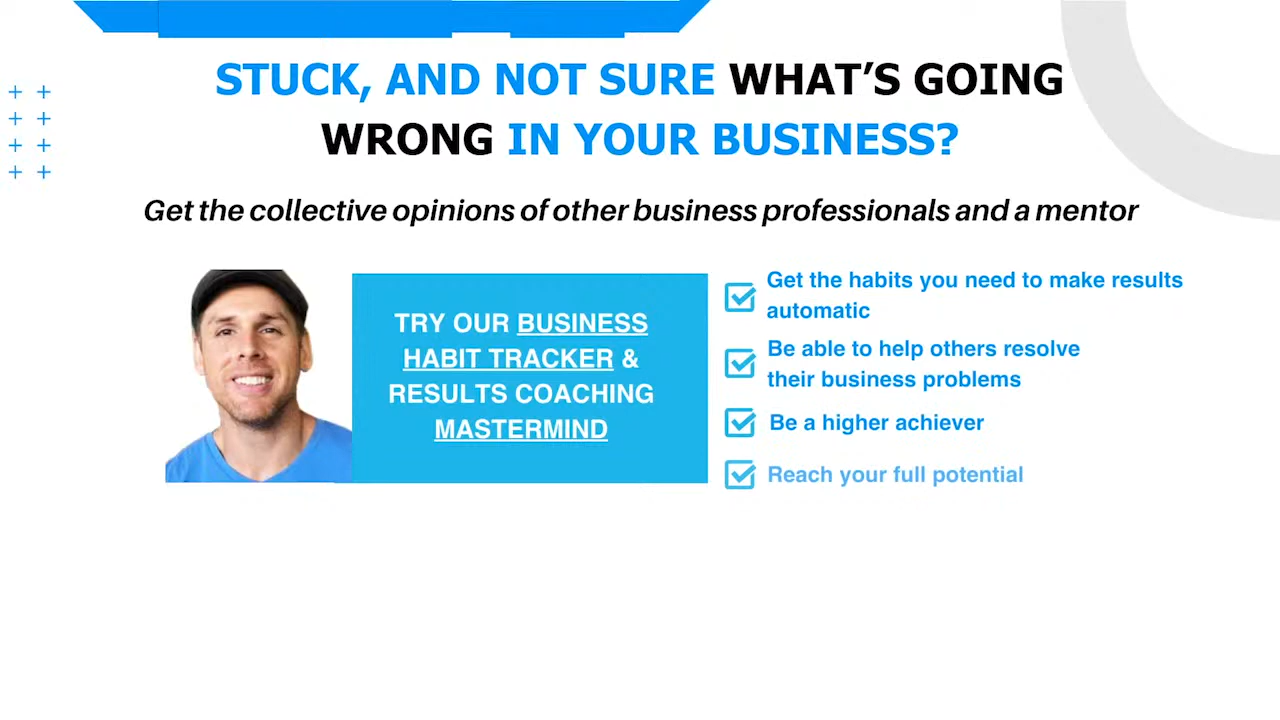 STUCK, AND NOT SURE WHAT’S GOING
WRONG IN YOUR BUSINESS?
Get the collective opinions of other business professionals and a mentor
TRY OUR BUSINESS
HABIT TRACKER &
RESULTS COACHING
MASTERMIND
Get the habits you need to make results
automatic
Be able to help others resolve
their business problems
Be a higher achiever
Reach your full potential